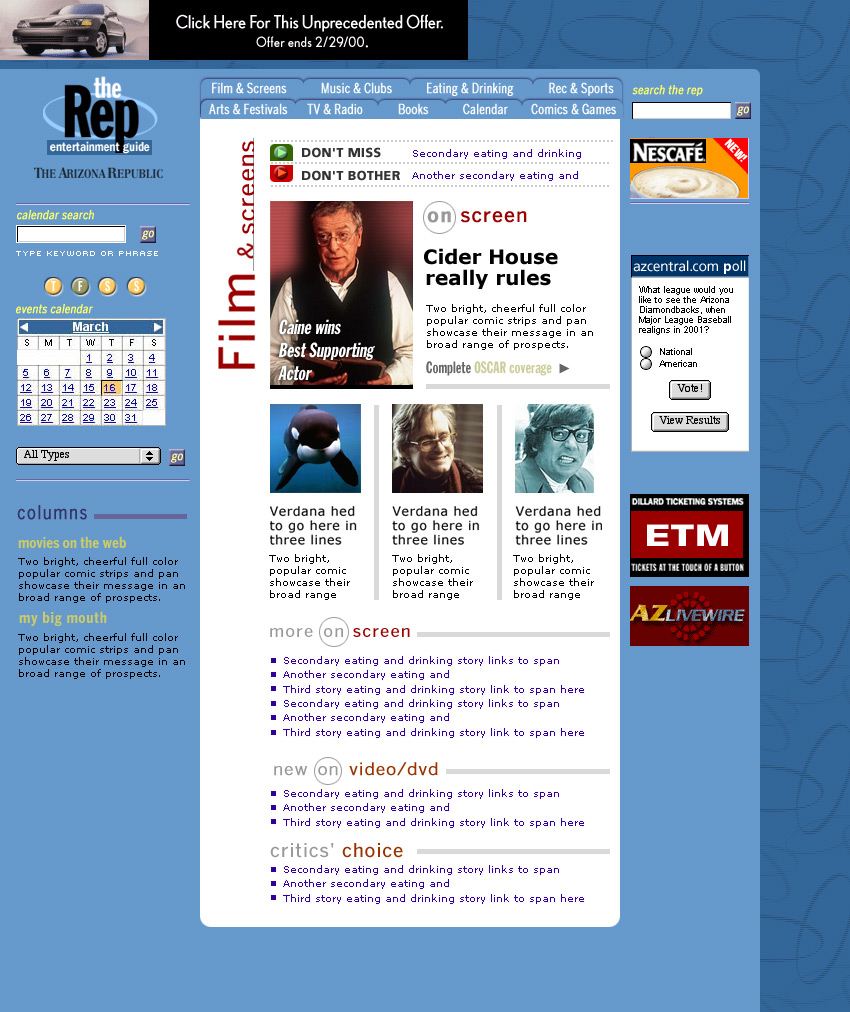 Click Here For This Unprecedented Offer.
Offer ends 2/29/00.
the
Rep
entertainment guide
THE ARIZONA REPUBLIC
calendar search
go
TYPE KEYWORD OR PHRASE
T F S S
events calendar
March
S M T W T F S
1 2 3 4
5 6 7 8 9 10 11
12 13 14 15 16 17 18
19 20 21 22 23 24 25
26 27 28 29 30 31
All Types
go
columns
movies on the web
Two bright, cheerful full color
popular comic strips and pan
showcase their message in an
broad range of prospects.
my big mouth
Two bright, cheerful full color
popular comic strips and pan
showcase their message in an
broad range of prospects.
Film & Screens
Music & Clubs
Eating & Drinking
Rec & Sports
Arts & Festivals
TV & Radio
Books
Calendar
Comics & Games
Film & screens
DON'T MISS
Secondary eating and drinking
DON'T BOTHER
Another secondary eating and
Caine wins
Best Supporting
Actor
on screen
Cider House
really rules
Two bright, cheerful full color
popular comic strips and pan
showcase their message in an
broad range of prospects.
Complete OSCAR coverage
Verdana hed
to go here in
three lines
Two bright,
popular comic
showcase their
broad range
Verdana hed
to go here in
three lines
Two bright,
popular comic
showcase their
broad range
Verdana hed
to go here in
three lines
Two bright,
popular comic
showcase their
broad range
more on screen
Secondary eating and drinking story links to span
Another secondary eating and
Third story eating and drinking story link to span here
Secondary eating and drinking story links to span
Another secondary eating and
Third story eating and drinking story link to span here
new on video/dvd
Secondary eating and drinking story links to span
Another secondary eating and
Third story eating and drinking story link to span here
critics' choice
Secondary eating and drinking story links to span
Another secondary eating and
Third story eating and drinking story link to span here
search the rep
go
NESCAFÉ
NEW!
azcentral.com poll
What league would you
like to see the Arizona
Diamondbacks, when
Major League Baseball
realigns in 2001?
National
American
Vote!
View Results
DILLARD TICKETING SYSTEMS
ETM
TICKETS AT THE TOUCH OF A BUTTON
AZLIVEWIRE